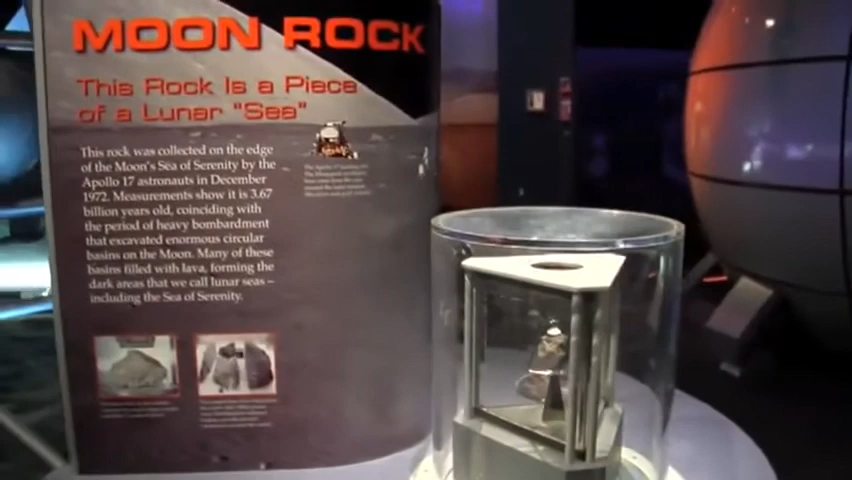 MOON ROCK
This Rock Is a Piece
of a Lunar "Sea"
This rock was collected on the edge
of the Moon's Sea of Serenity by the
Apollo 17 astronauts in December
1972. Measurements show it is 3.67
billion years old, coinciding with
the period of heavy bombardment
that excavated enormous circular
basins on the Moon. Many of these
basins filled with lava, forming the
dark areas that we call lunar seas –
including the Sea of Serenity.